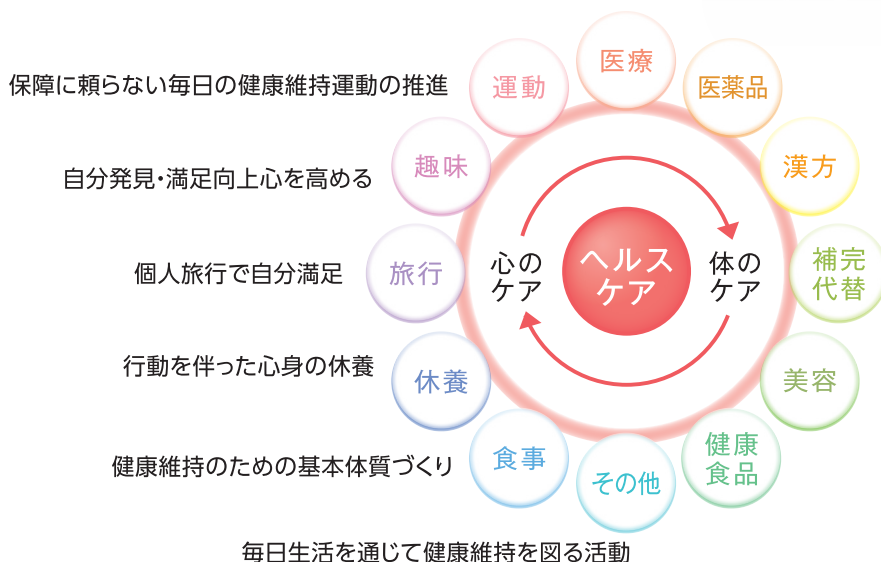 医療
運動
医薬品
保障に頼らない毎日の健康維持運動の推進
趣味
漢方
自分発見・満足向上心を高める
旅行
心の
ケア
ヘルス
ケア
体の
ケア
補完
代替
個人旅行で自分満足
休養
美容
行動を伴った心身の休養
食事
健康
食品
健康維持のための基本体質づくり
その他
毎日生活を通じて健康維持を図る活動